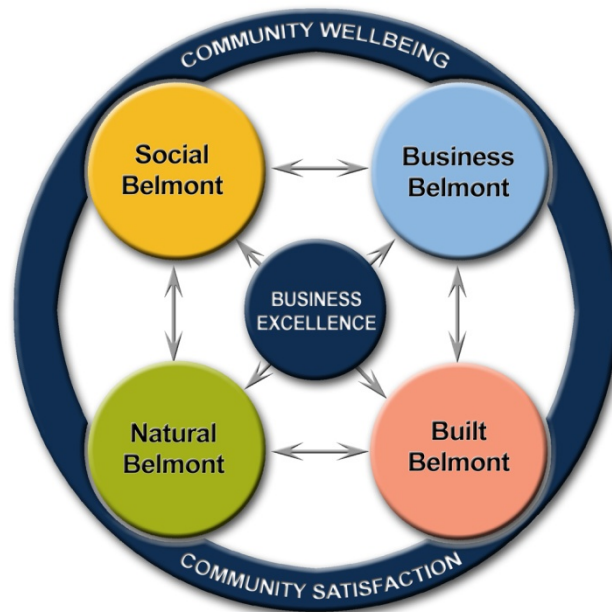 COMMUNITY WELLBEING
Social
Belmont
Business
Belmont
BUSINESS
EXCELLENCE
Natural
Belmont
Built
Belmont
COMMUNITY SATISFACTION